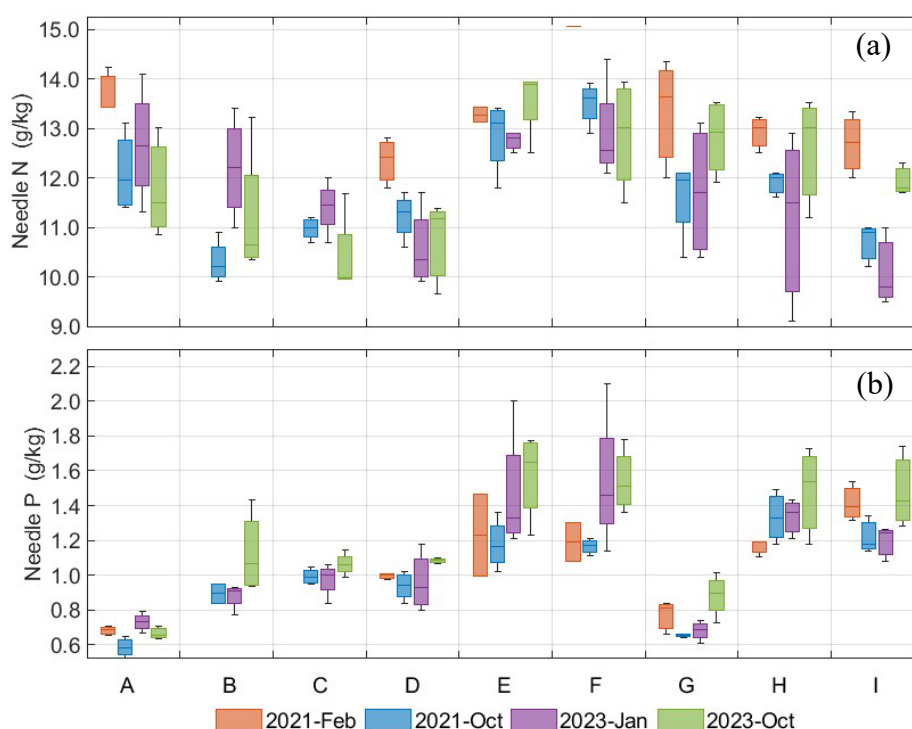 (a)
Needle N (g/kg)
15.0
14.0
13.0
12.0
11.0
10.0
9.0
(b)
Needle P (g/kg)
2.2
2.0
1.8
1.6
1.4
1.2
1.0
0.8
0.6
A B C D E F G H I
2021-Feb 2021-Oct 2023-Jan 2023-Oct